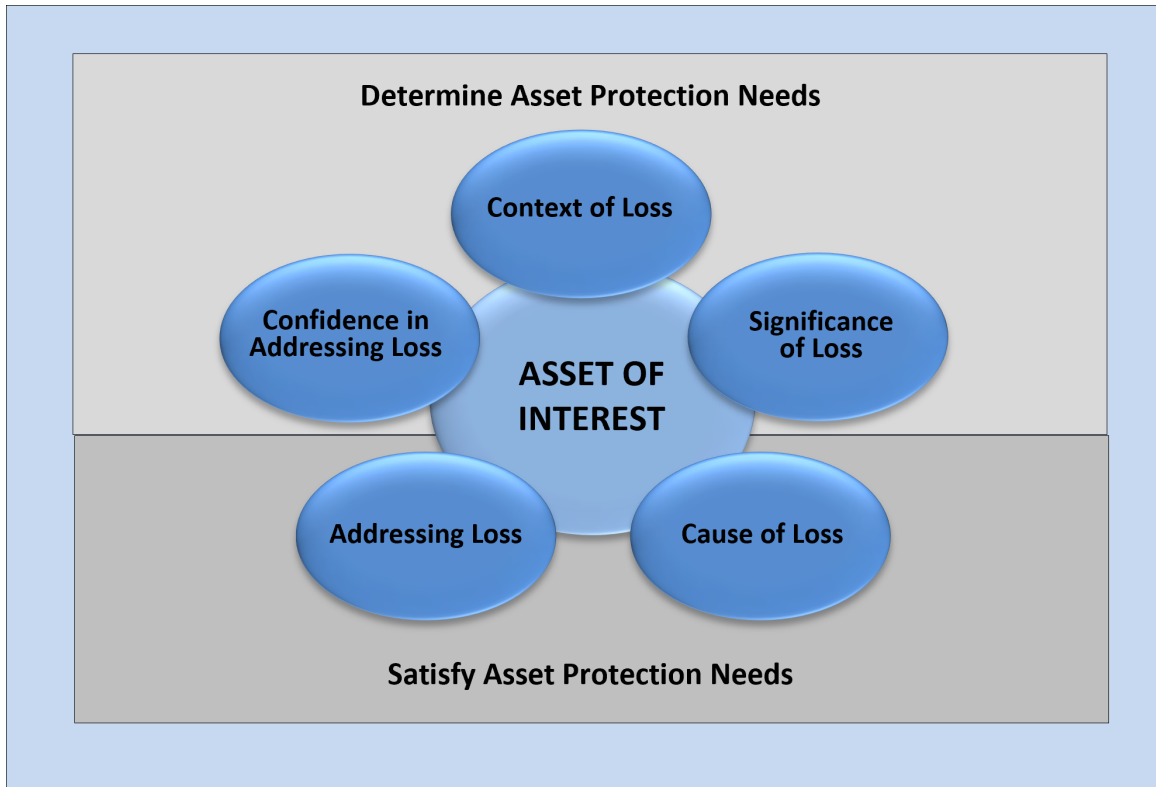 Determine Asset Protection Needs
Context of Loss
Confidence in
Addressing Loss
Significance
of Loss
ASSET OF
INTEREST
Addressing Loss
Cause of Loss
Satisfy Asset Protection Needs